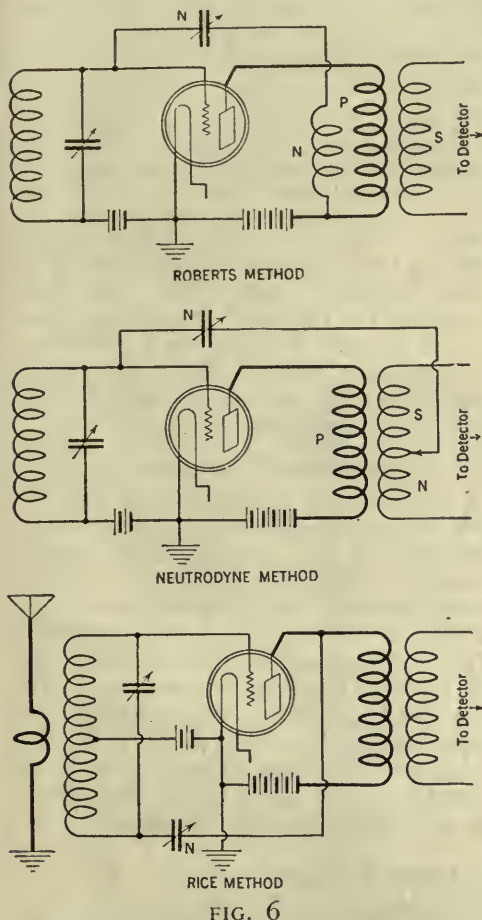 N
P
N
S
To Detector
ROBERTS METHOD
N
P
S
N
To Detector
NEUTRODYNE METHOD
To Detector
N
RICE METHOD
FIG. 6